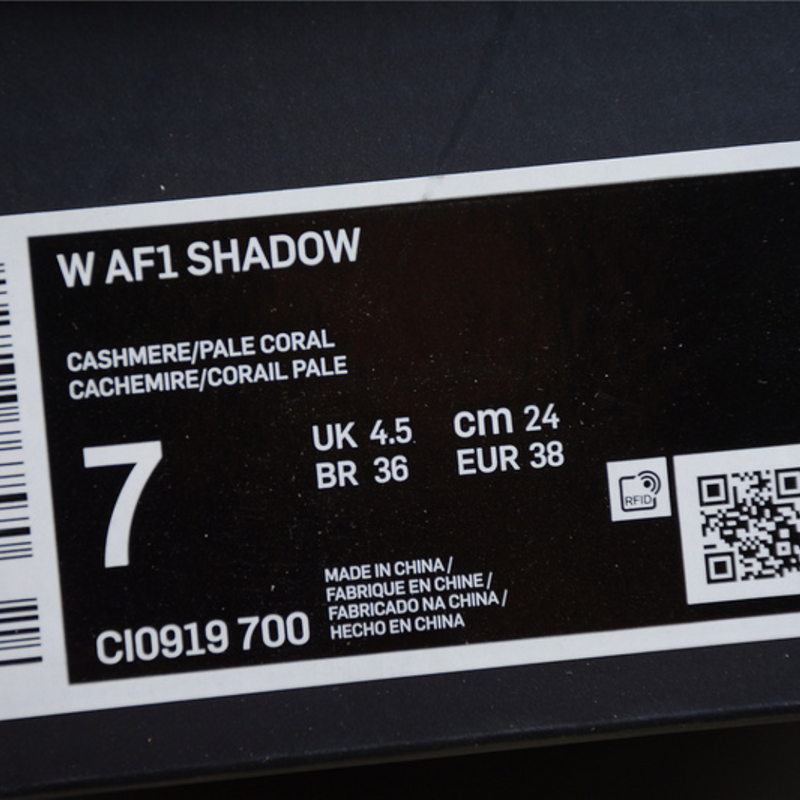 W AF1 SHADOW
CASHMERE/PALE CORAL
CACHEMIRE/CORAIL PALE
7
UK 4.5 cm 24
BR 36 EUR 38
RFID
MADE IN CHINA /
FABRIQUE EN CHINE /
FABRICADO NA CHINA /
HECHO EN CHINA
CI0919 700